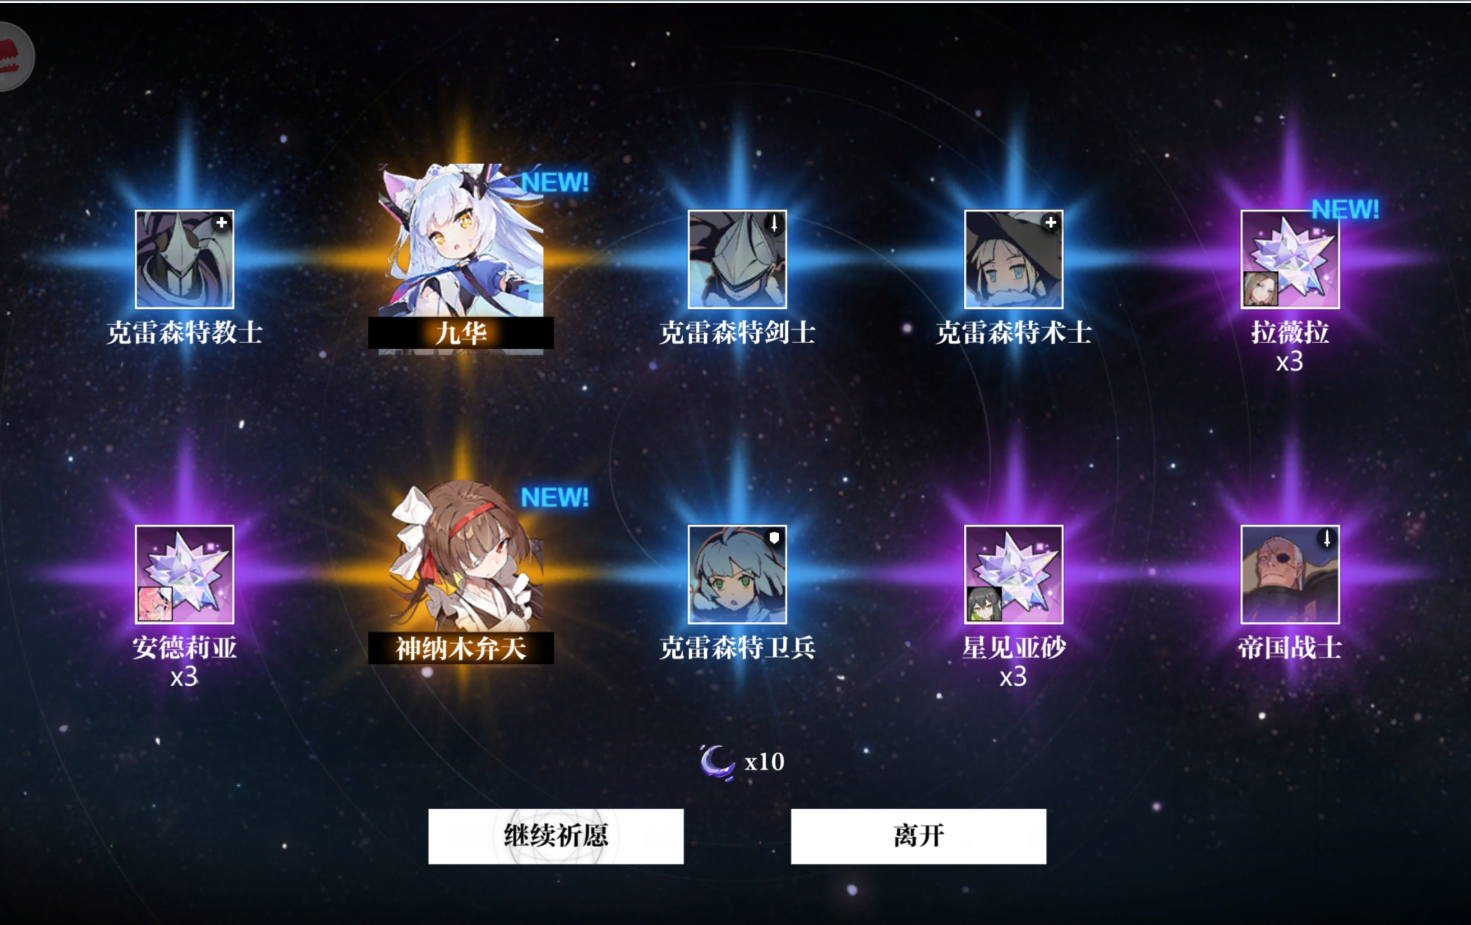 NEW!
NEW!
克雷森特教士
九华
克雷森特剑士
克雷森特术士
拉薇拉
x3
NEW!
安德莉亚
x3
神纳木弁天
克雷森特卫兵
星见亚砂
x3
帝国战士
x10
继续祈愿
离开